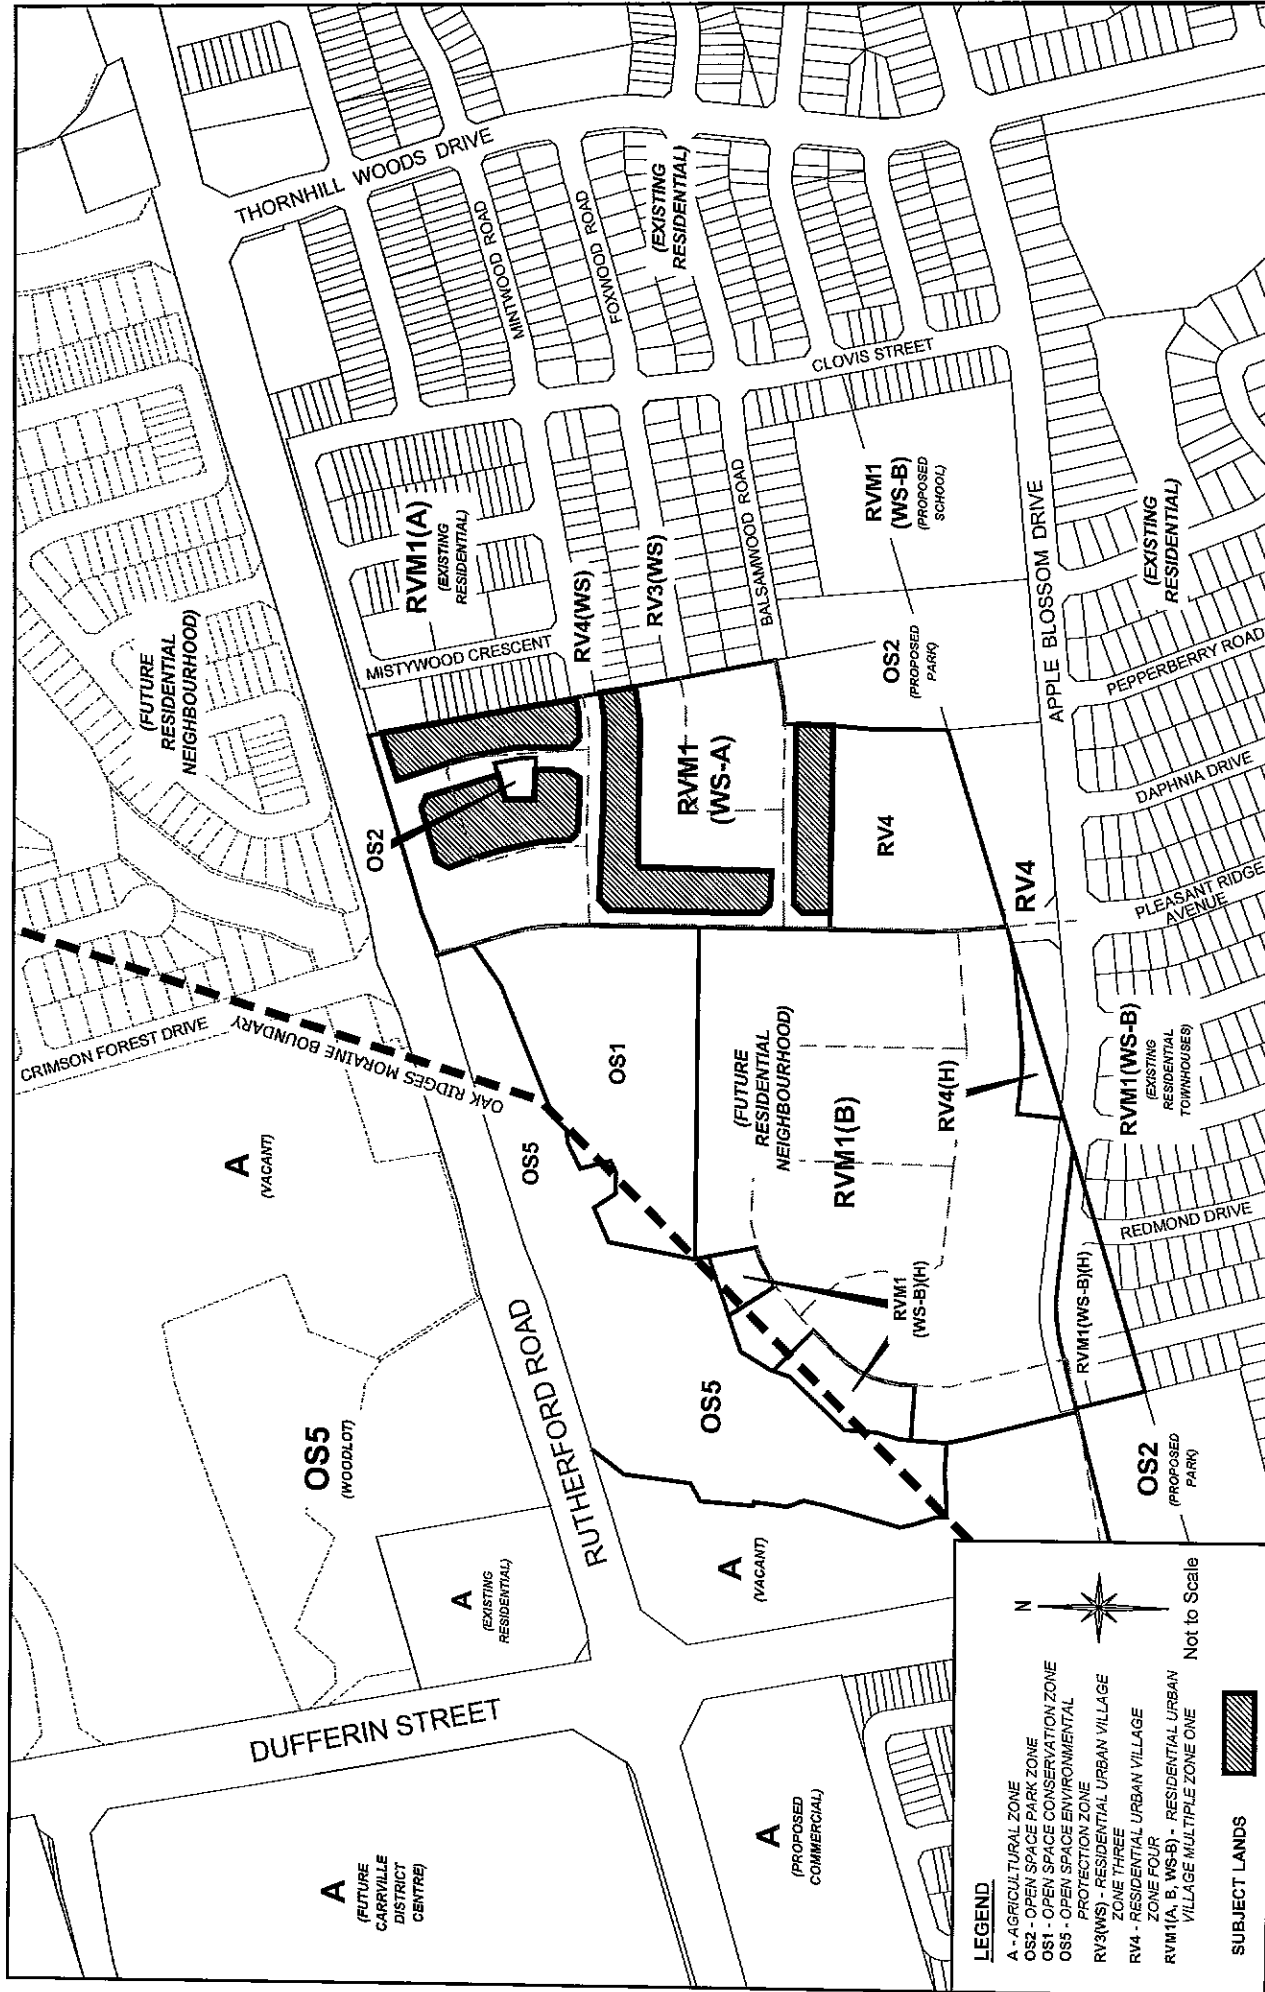 (FUTURE
RESIDENTIAL
NEIGHBOURHOOD)
THORNHILL WOODS DRIVE
MINTWOOD ROAD
FOXWOOD ROAD
(EXISTING
RESIDENTIAL)
CLOVIS STREET
RVM1(A)
(EXISTING
RESIDENTIAL)
MISTYWOOD CRESCENT
RV4(WS)
RV3(WS)
BALSAMWOOD ROAD
RVM1
(WS-B)
(PROPOSED
SCHOOL)
OS2
(PROPOSED
PARK)
APPLE BLOSSOM DRIVE
(EXISTING
RESIDENTIAL)
PEPPERBERRY ROAD
DAPHNIA DRIVE
PLEASANT RIDGE
AVENUE
OS2
RVM1
(WS-A)
RV4
RV4
CRIMSON FOREST DRIVE
OAK RIDGES MORAINE BOUNDARY
A
(VACANT)
OS5
OS1
(FUTURE
RESIDENTIAL
NEIGHBOURHOOD)
RVM1(B)
RV4(H)
RVM1(WS-B)
(EXISTING
RESIDENTIAL
TOWNHOUSES)
REDMOND DRIVE
RVM1
(WS-B)(H)
RVM1(WS-B)(H)
OS5
(WOODLOT)
RUTHERFORD ROAD
OS5
OS2
(PROPOSED
PARK)
A
(EXISTING
RESIDENTIAL)
A
(VACANT)
DUFFERIN STREET
A
(FUTURE
CARRVILLE
DISTRICT
CENTRE)
A
(PROPOSED
COMMERCIAL)
LEGEND
A - AGRICULTURAL ZONE
OS2 - OPEN SPACE PARK ZONE
OS1 - OPEN SPACE CONSERVATION ZONE
OS5 - OPEN SPACE ENVIRONMENTAL
PROTECTION ZONE
RV3(WS) - RESIDENTIAL URBAN VILLAGE
ZONE THREE
RV4 - RESIDENTIAL URBAN VILLAGE
ZONE FOUR
RVM1(A, B, WS-B) - RESIDENTIAL URBAN
VILLAGE MULTIPLE ZONE ONE
SUBJECT LANDS
N
Not to Scale